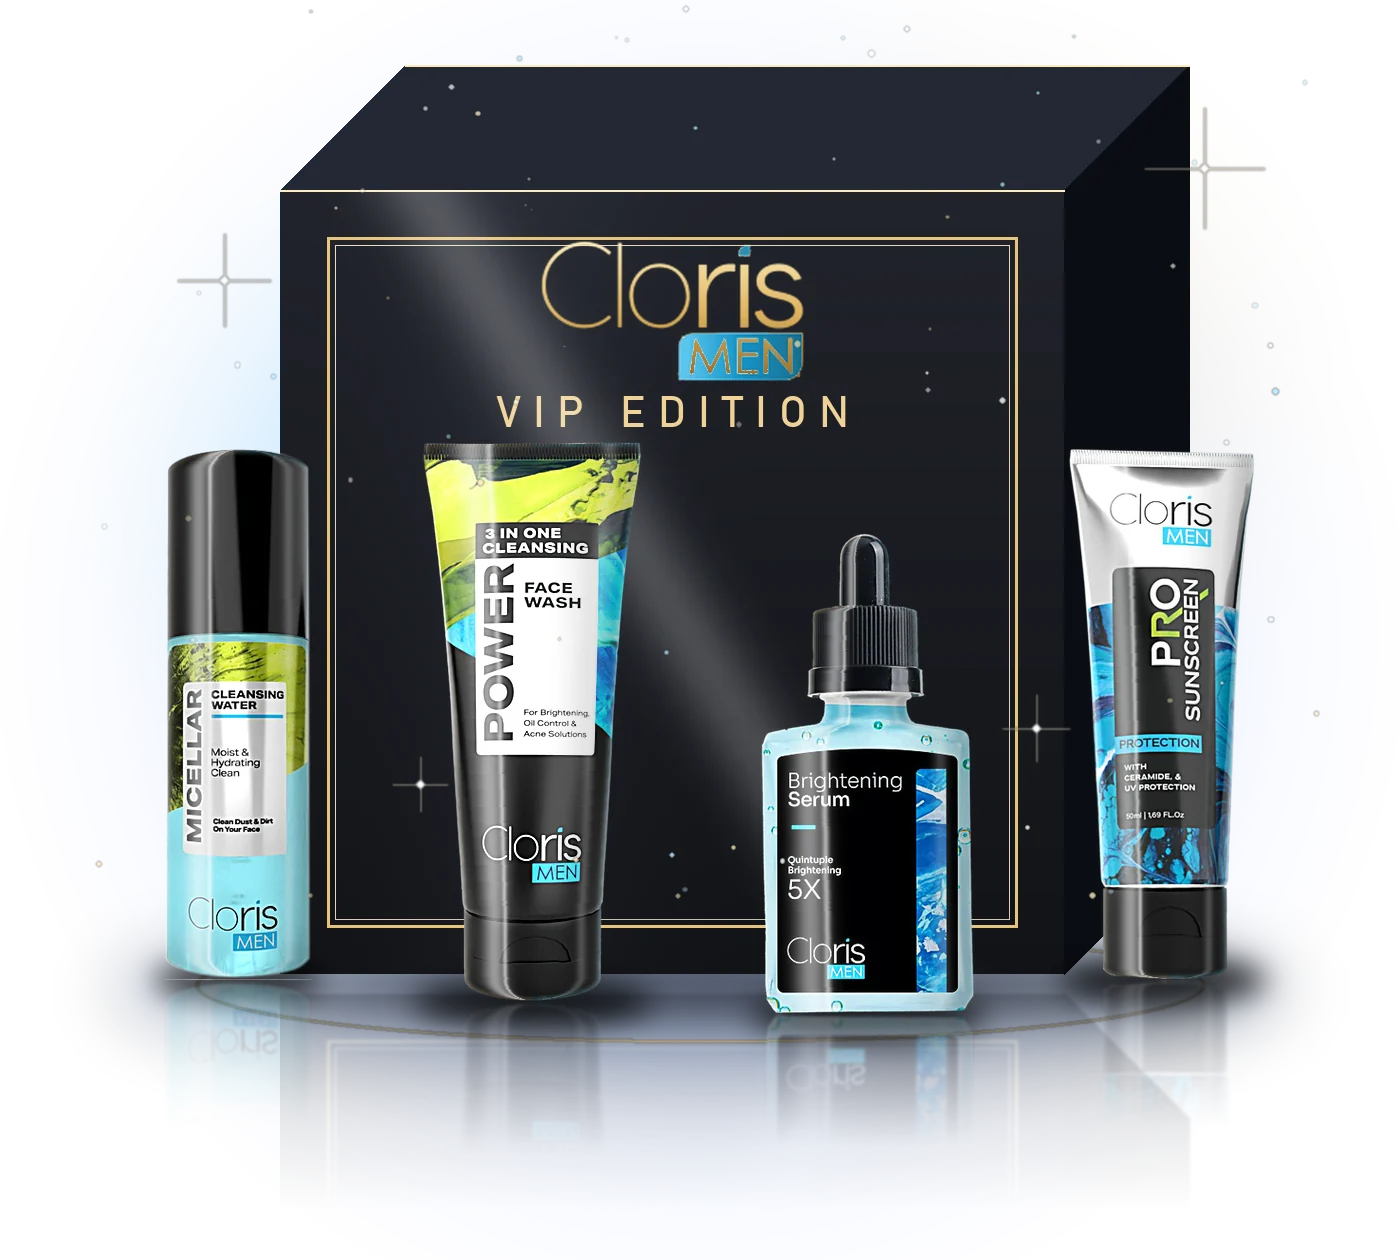 Cloris
MEN
VIP EDITION
MICELLAR
CLEANSING
WATER
Moist &
Hydrating
Clean
Clean Dust & Dirt
On Your Face
Cloris
MEN
3 IN ONE
CLEANSING
POWER
FACE
WASH
For Brightening,
Oil Control &
Acne Solutions
Cloris
MEN
Brightening
Serum
Quintuple
Brightening
5X
Cloris
MEN
Cloris
MEN
PRO
SUNSCREEN
PROTECTION
WITH
CERAMIDE, &
UV PROTECTION
50ml | 1,69 FL.Oz